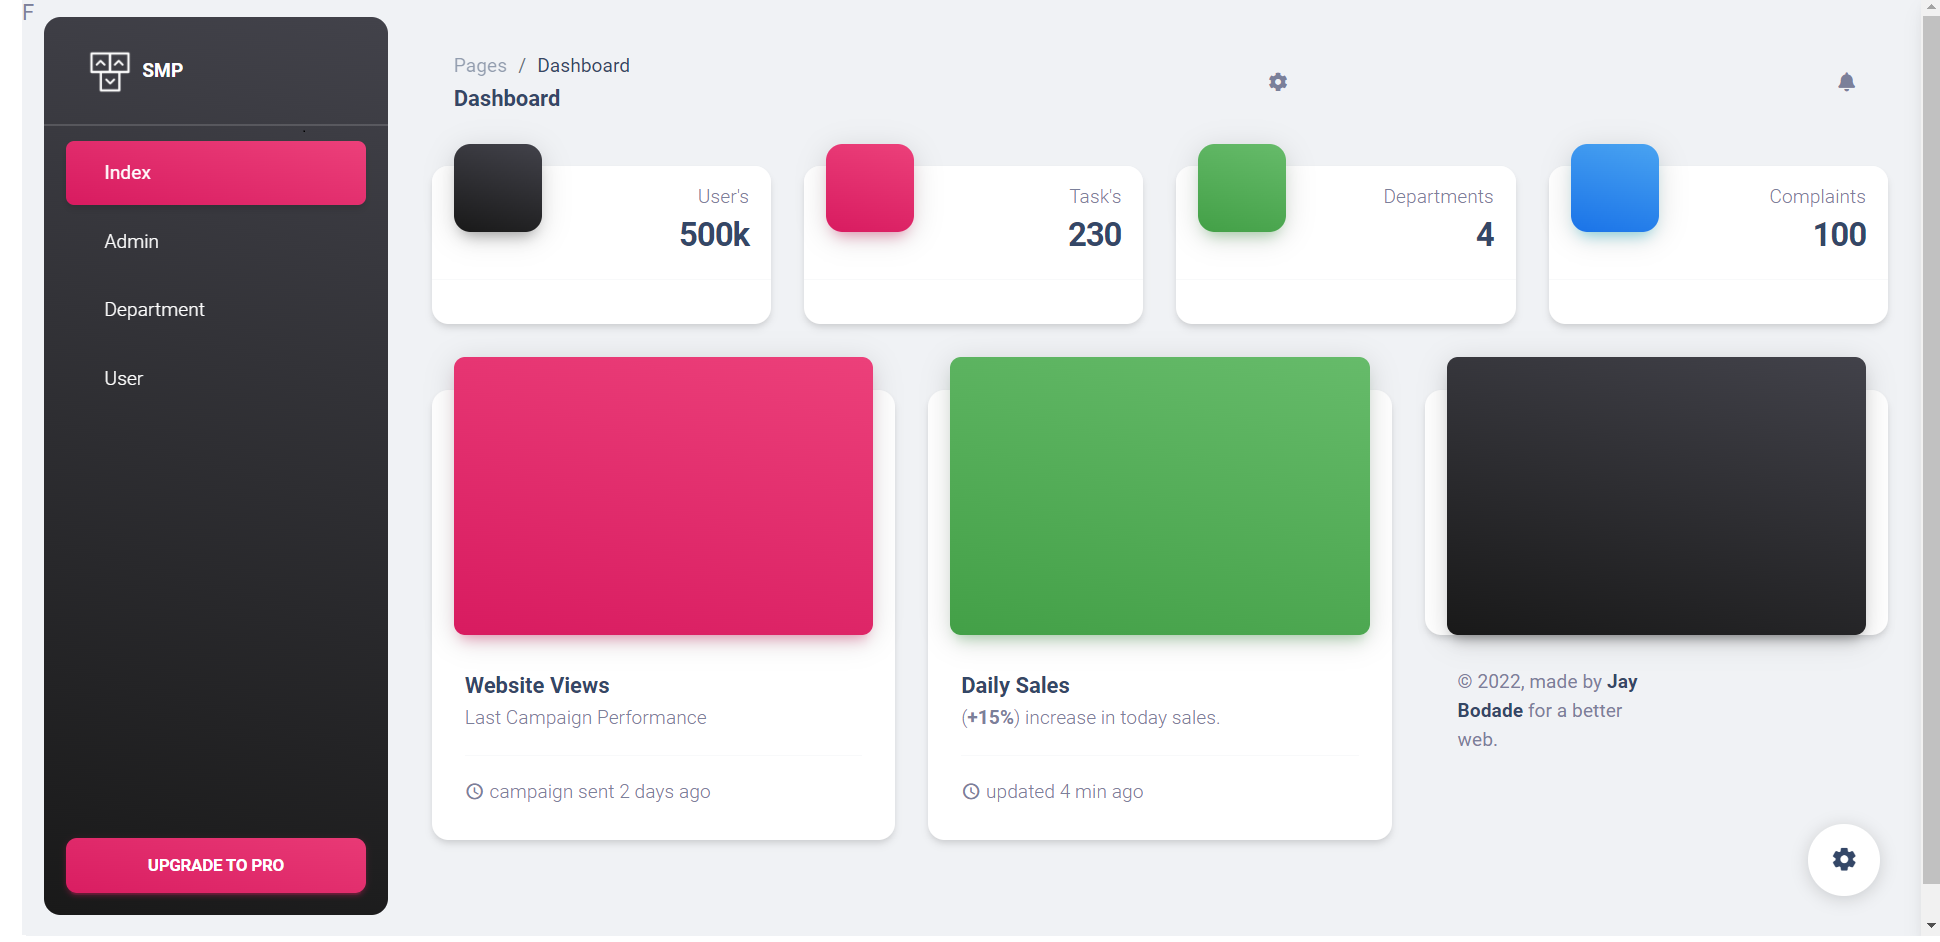 F
SMP
Index
Admin
Department
User
UPGRADE TO PRO
Pages / Dashboard
Dashboard
User's
500k
Task's
230
Departments
4
Complaints
100
Website Views
Last Campaign Performance
campaign sent 2 days ago
Daily Sales
(+15%) increase in today sales.
updated 4 min ago
© 2022, made by Jay
Bodade for a better
web.